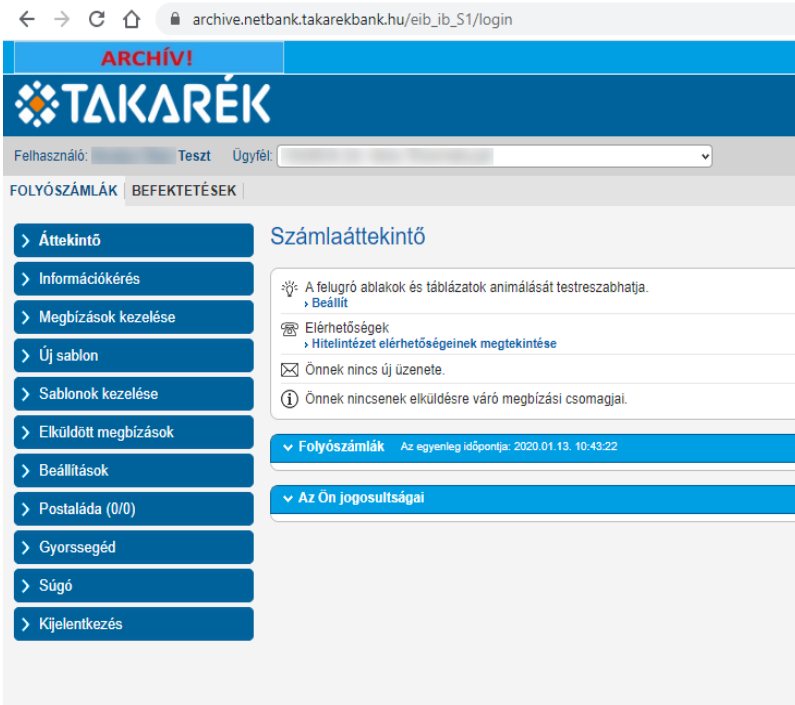 archive.netbank.takarekbank.hu/eib_ib_S1/login
ARCHÍV!
TAKARÉK
Felhasználó: Teszt Ügyfél:
FOLYÓSZÁMLÁK BEFEKTETÉSEK
Áttekintő
Információkérés
Megbízások kezelése
Új sablon
Sablonok kezelése
Elküldött megbízások
Beállítások
Postaláda (0/0)
Gyorssegéd
Súgó
Kijelentkezés
Számlaáttekintő
A felugró ablakok és táblázatok animálását testreszabhatja.
› Beállít
Elérhetőségek
› Hitelintézet elérhetőségeinek megtekintése
Önnek nincs új üzenete.
Önnek nincsenek elküldésre váró megbízási csomagjai.
Folyószámlák Az egyenleg időpontja: 2020.01.13. 10:43:22
Az Ön jogosultságai